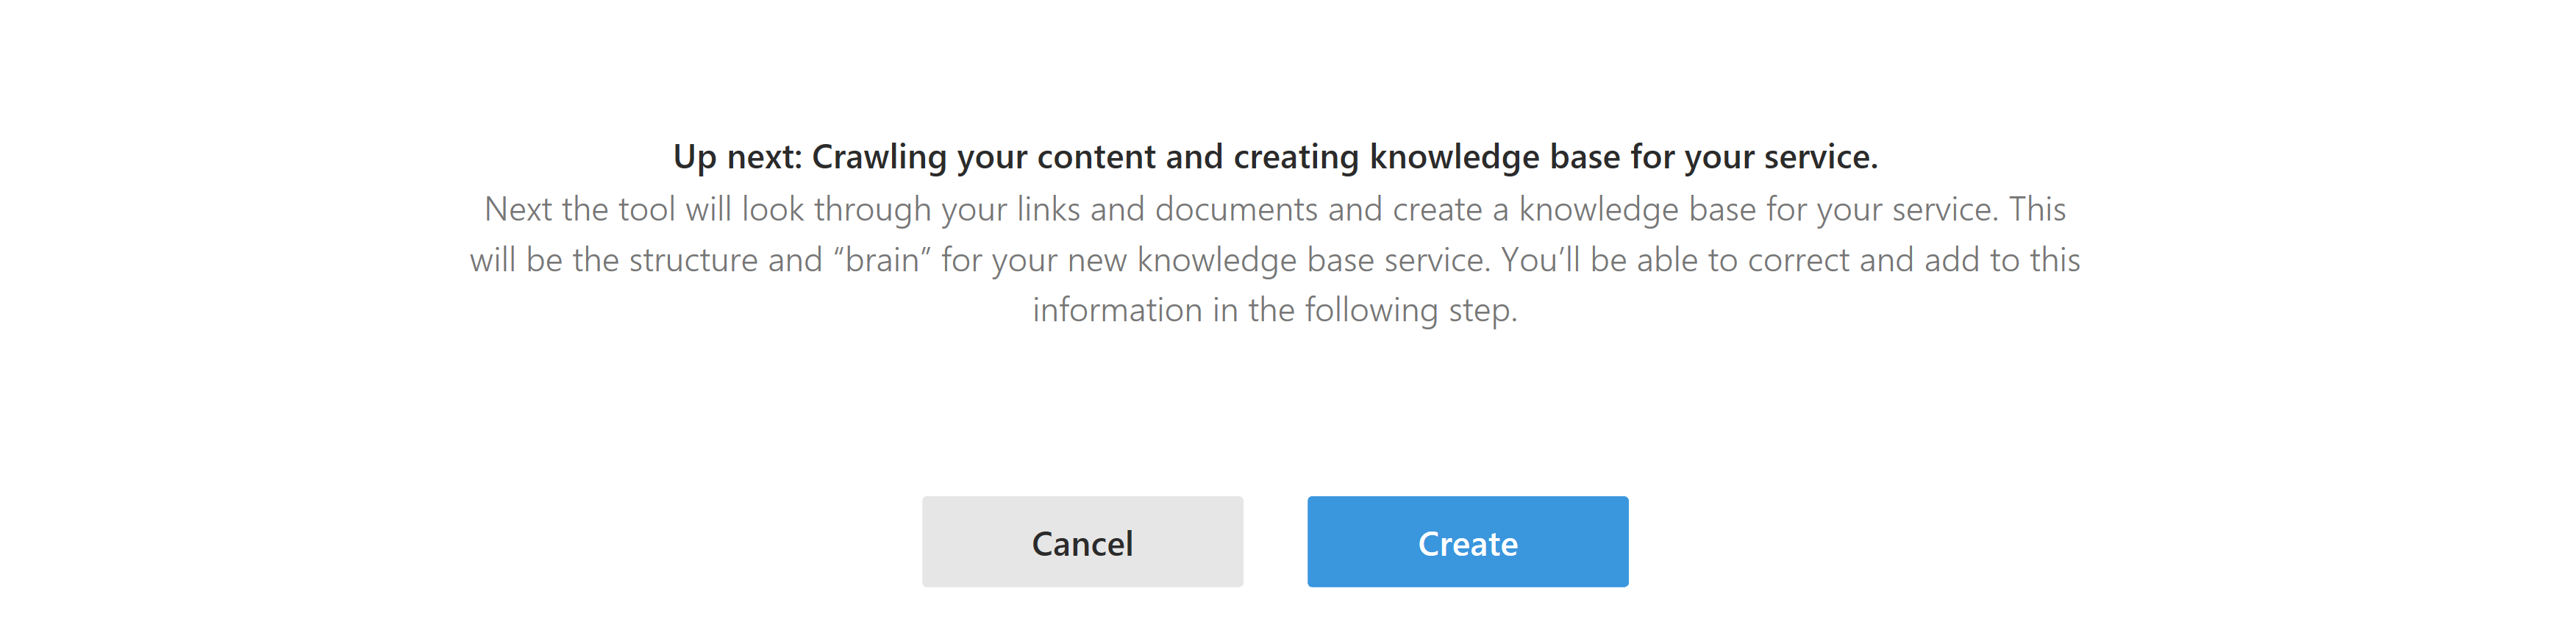 Up next: Crawling your content and creating knowledge base for your service.
Next the tool will look through your links and documents and create a knowledge base for your service. This
will be the structure and “brain” for your new knowledge base service. You’ll be able to correct and add to this
information in the following step.
Cancel
Create